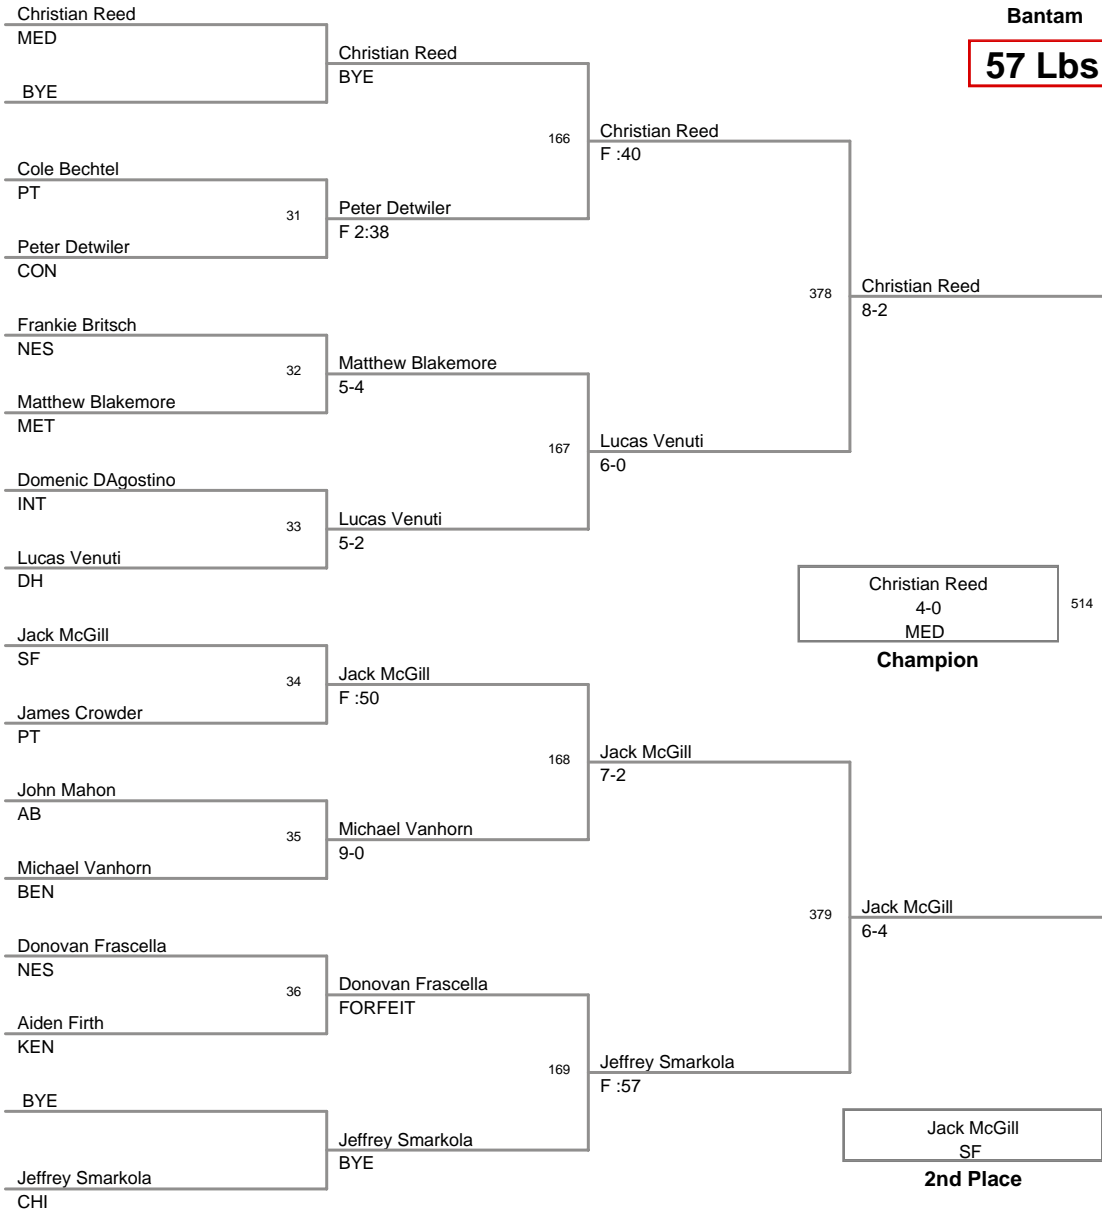 Christian Reed
MED
BYE
Christian Reed
BYE
Bantam
57 Lbs
166
Christian Reed
F :40
Cole Bechtel
PT
31
Peter Detwiler
F 2:38
Peter Detwiler
CON
378
Christian Reed
8-2
Frankie Britsch
NES
32
Matthew Blakemore
5-4
Matthew Blakemore
MET
167
Lucas Venuti
6-0
Domenic DAgostino
INT
33
Lucas Venuti
5-2
Lucas Venuti
DH
Christian Reed
4-0
MED
514
Champion
Jack McGill
SF
34
Jack McGill
F :50
James Crowder
PT
168
Jack McGill
7-2
John Mahon
AB
35
Michael Vanhorn
9-0
Michael Vanhorn
BEN
379
Jack McGill
6-4
Donovan Frascella
NES
36
Donovan Frascella
FORFEIT
Aiden Firth
KEN
169
Jeffrey Smarkola
F :57
BYE
Jeffrey Smarkola
BYE
Jeffrey Smarkola
CHI
Jack McGill
SF
2nd Place